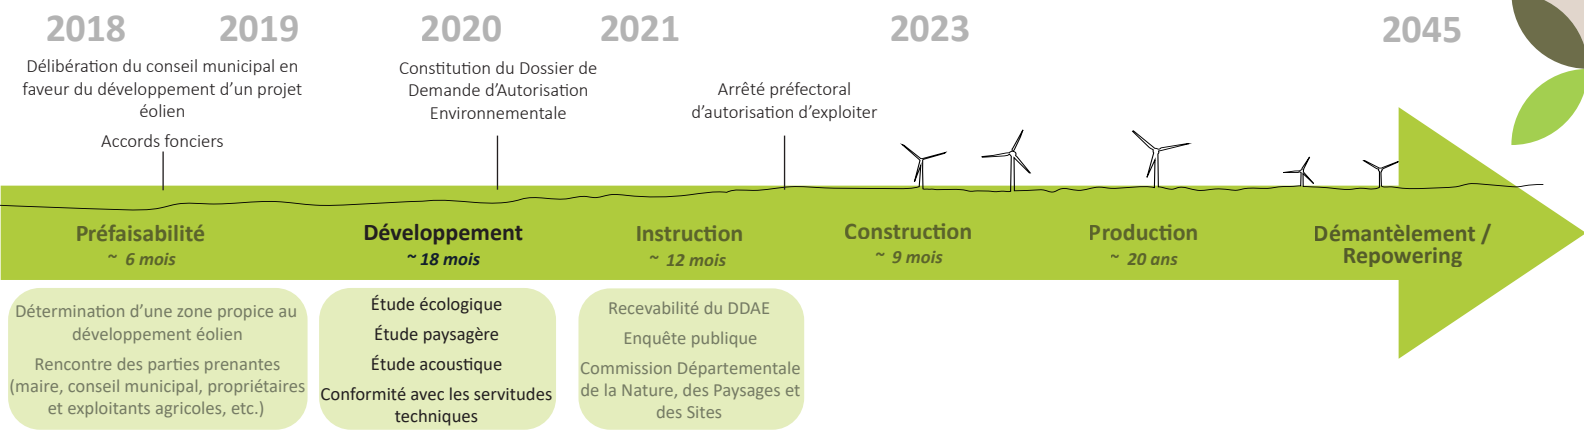 2018
2019
2020
2021
2023
2045
Délibération du conseil municipal en
faveur du développement d'un projet
éolien
Accords fonciers
Constitution du Dossier de
Demande d'Autorisation
Environnementale
Arrêté préfectoral
d'autorisation d'exploiter
Préfaisabilité
~ 6 mois
Développement
~ 18 mois
Instruction
~ 12 mois
Construction
~ 9 mois
Production
~ 20 ans
Démantèlement /
Repowering
Détermination d'une zone propice au
développement éolien
Rencontre des parties prenantes
(maire, conseil municipal, propriétaires
et exploitants agricoles, etc.)
Étude écologique
Étude paysagère
Étude acoustique
Conformité avec les servitudes
techniques
Recevabilité du DDAE
Enquête publique
Commission Départementale
de la Nature, des Paysages et
des Sites